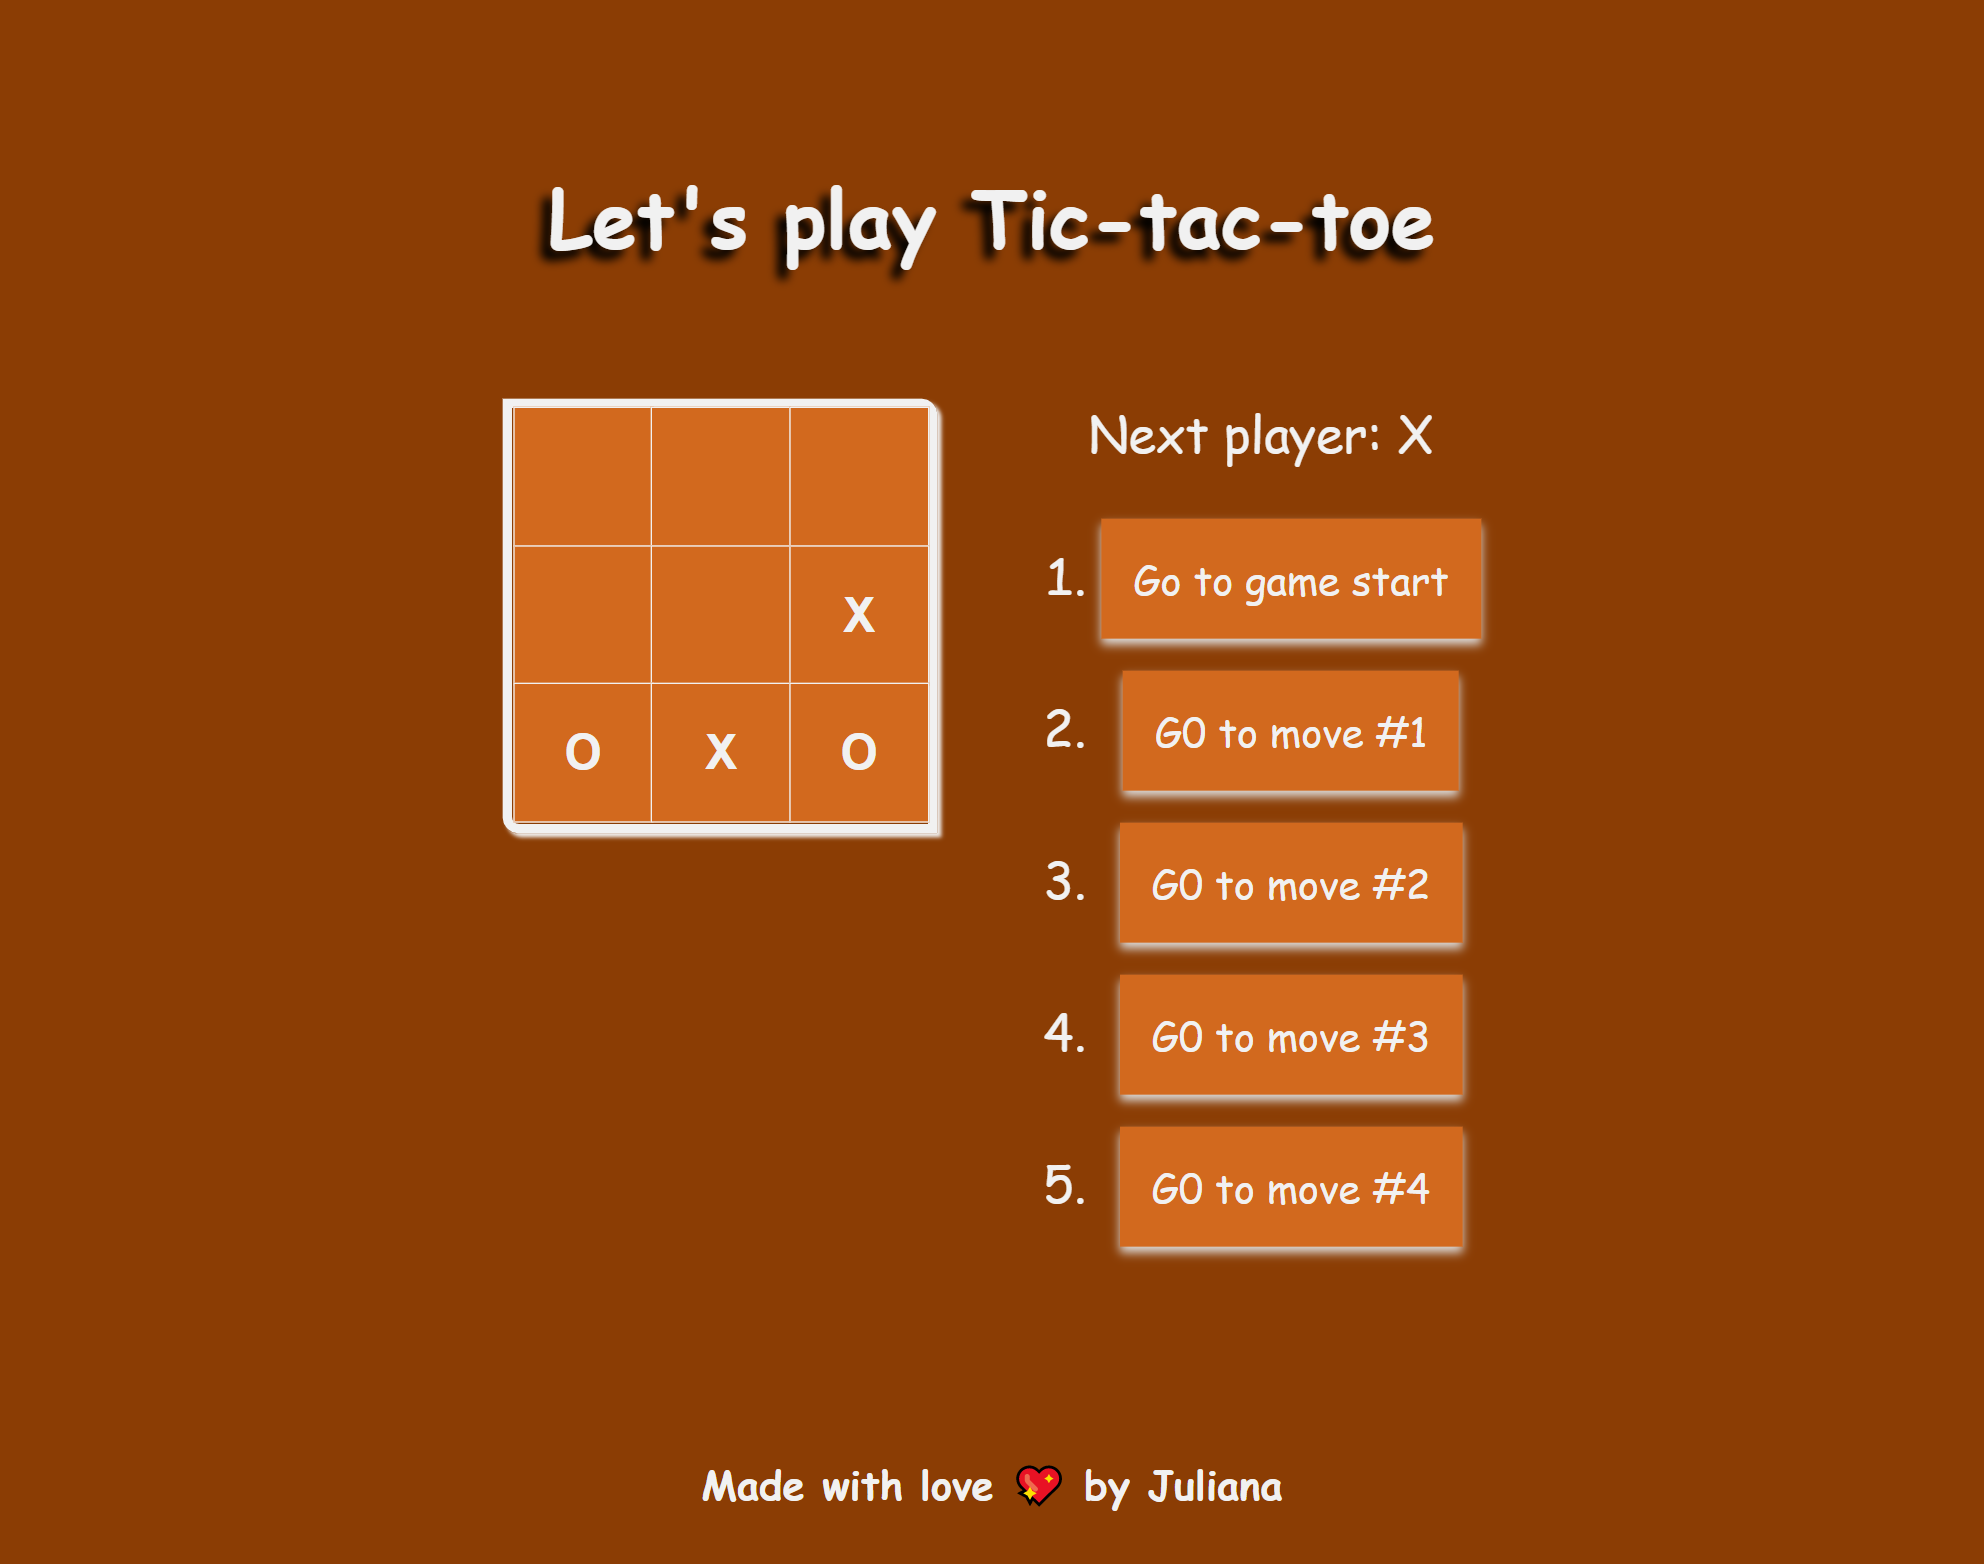 Let's play Tic-tac-toe
X
O X O
Next player: X
1. Go to game start
2. GO to move #1
3. GO to move #2
4. GO to move #3
5. GO to move #4
Made with love 💖 by Juliana